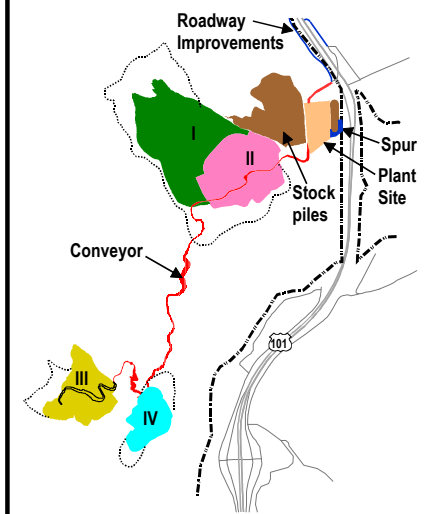 Roadway
Improvements
I
II
Spur
Stock
piles
Plant
Site
Conveyor
101
III
IV